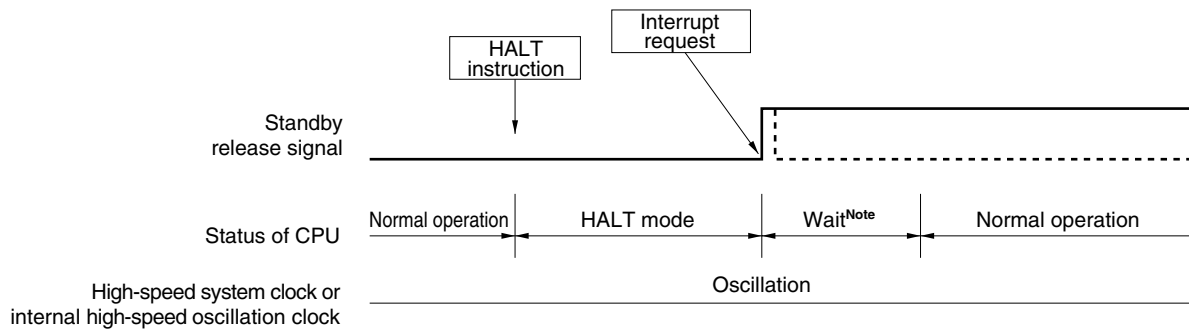 Interrupt
request
HALT
instruction
Standby
release signal
Normal operation
HALT mode
WaitNote
Normal operation
Status of CPU
Oscillation
High-speed system clock or
internal high-speed oscillation clock